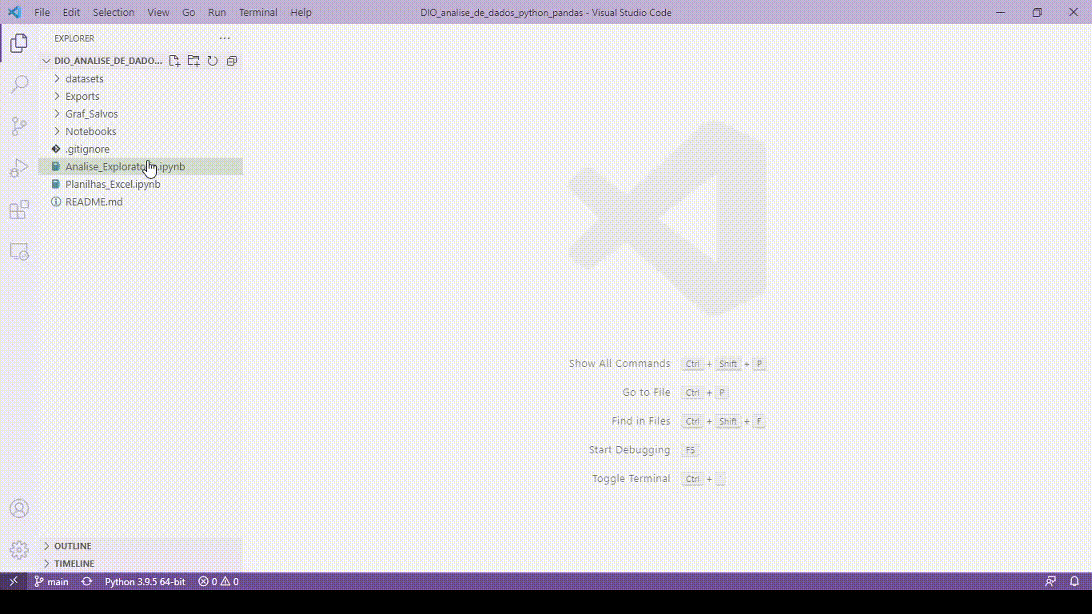 File Edit Selection View Go Run Terminal Help DIO_analise_de_dados_python_pandas - Visual Studio Code
EXPLORER
DIO_ANALISE_DE_DADO...
datasets
Exports
Graf_Salvos
Notebooks
.gitignore
.ipynb
Planilhas_Excel.ipynb
README.md
Show All Commands Ctrl + Shift + P
Go to File Ctrl + P
Find in Files Ctrl + Shift + F
Start Debugging F5
Toggle Terminal Ctrl +
OUTLINE
TIMELINE
main Python 3.9.5 64-bit 0 0